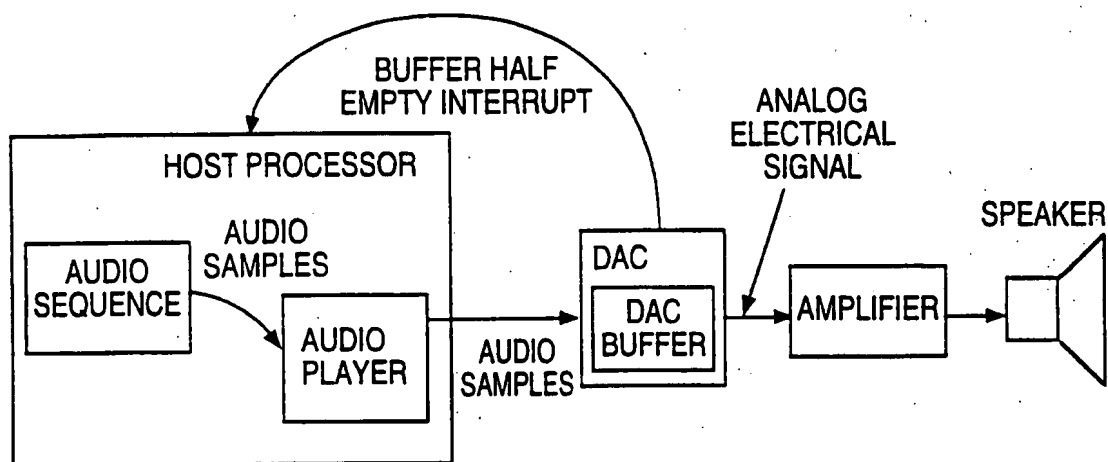 BUFFER HALF
EMPTY INTERRUPT
ANALOG
ELECTRICAL
SIGNAL
HOST PROCESSOR
SPEAKER
AUDIO
SAMPLES
AUDIO
SEQUENCE
AUDIO
PLAYER
AUDIO
SAMPLES
DAC
DAC
BUFFER
AMPLIFIER